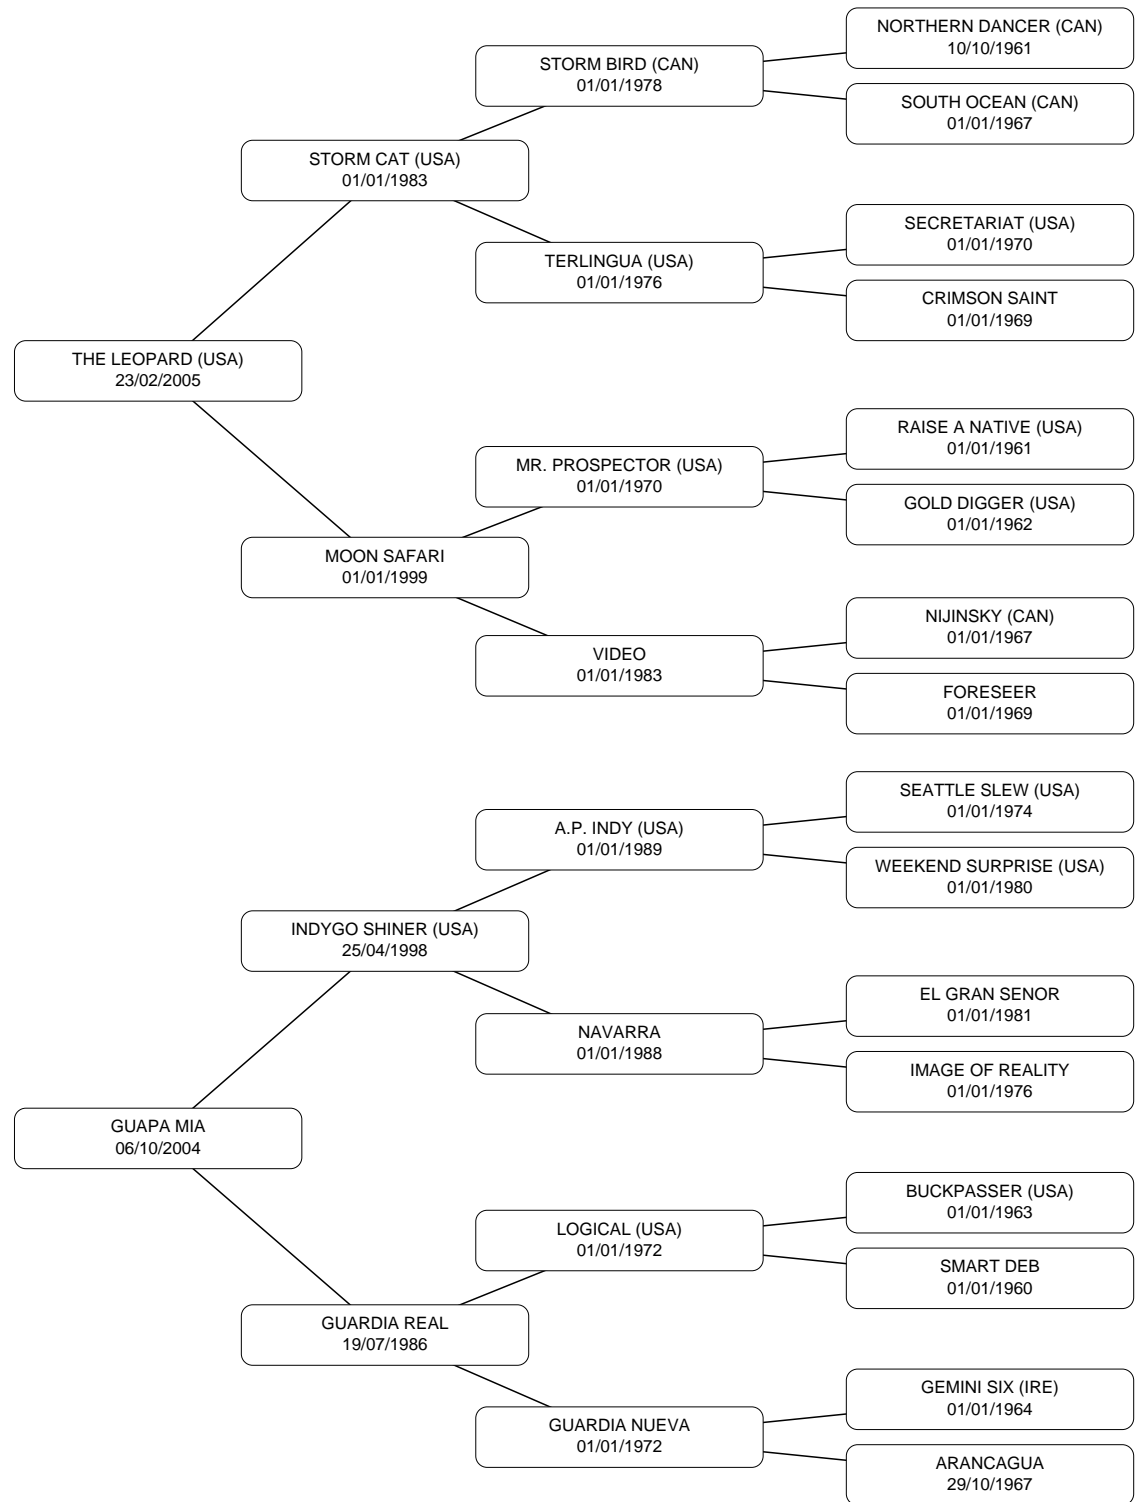 NORTHERN DANCER (CAN)
10/10/1961
STORM BIRD (CAN)
01/01/1978
SOUTH OCEAN (CAN)
01/01/1967
STORM CAT (USA)
01/01/1983
SECRETARIAT (USA)
01/01/1970
TERLINGUA (USA)
01/01/1976
CRIMSON SAINT
01/01/1969
THE LEOPARD (USA)
23/02/2005
RAISE A NATIVE (USA)
01/01/1961
MR. PROSPECTOR (USA)
01/01/1970
GOLD DIGGER (USA)
01/01/1962
MOON SAFARI
01/01/1999
NIJINSKY (CAN)
01/01/1967
VIDEO
01/01/1983
FORESEER
01/01/1969
SEATTLE SLEW (USA)
01/01/1974
A.P. INDY (USA)
01/01/1989
WEEKEND SURPRISE (USA)
01/01/1980
INDYGO SHINER (USA)
25/04/1998
EL GRAN SENOR
01/01/1981
NAVARRA
01/01/1988
IMAGE OF REALITY
01/01/1976
GUAPA MIA
06/10/2004
BUCKPASSER (USA)
01/01/1963
LOGICAL (USA)
01/01/1972
SMART DEB
01/01/1960
GUARDIA REAL
19/07/1986
GEMINI SIX (IRE)
01/01/1964
GUARDIA NUEVA
01/01/1972
ARANCAGUA
29/10/1967